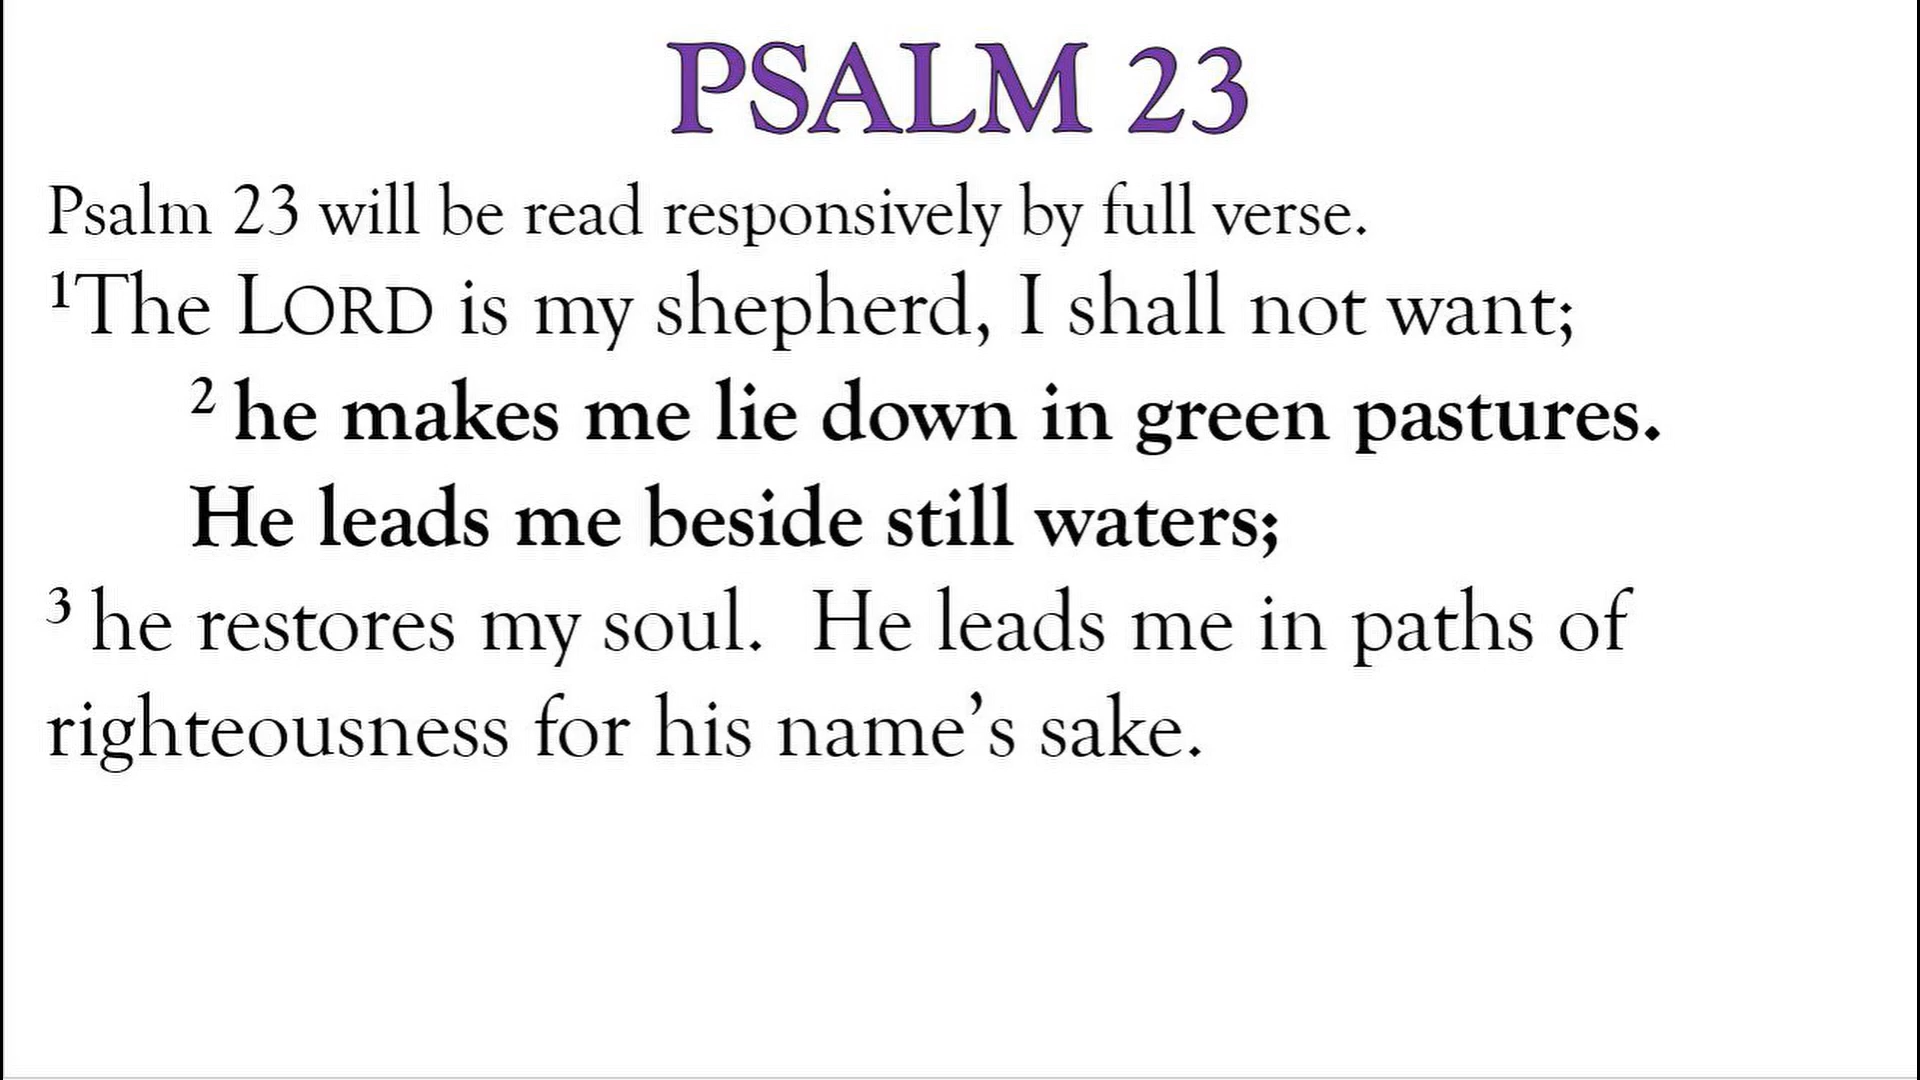 PSALM 23
Psalm 23 will be read responsively by full verse.
¹The LORD is my shepherd, I shall not want;
² he makes me lie down in green pastures.
He leads me beside still waters;
³ he restores my soul.  He leads me in paths of
righteousness for his name’s sake.